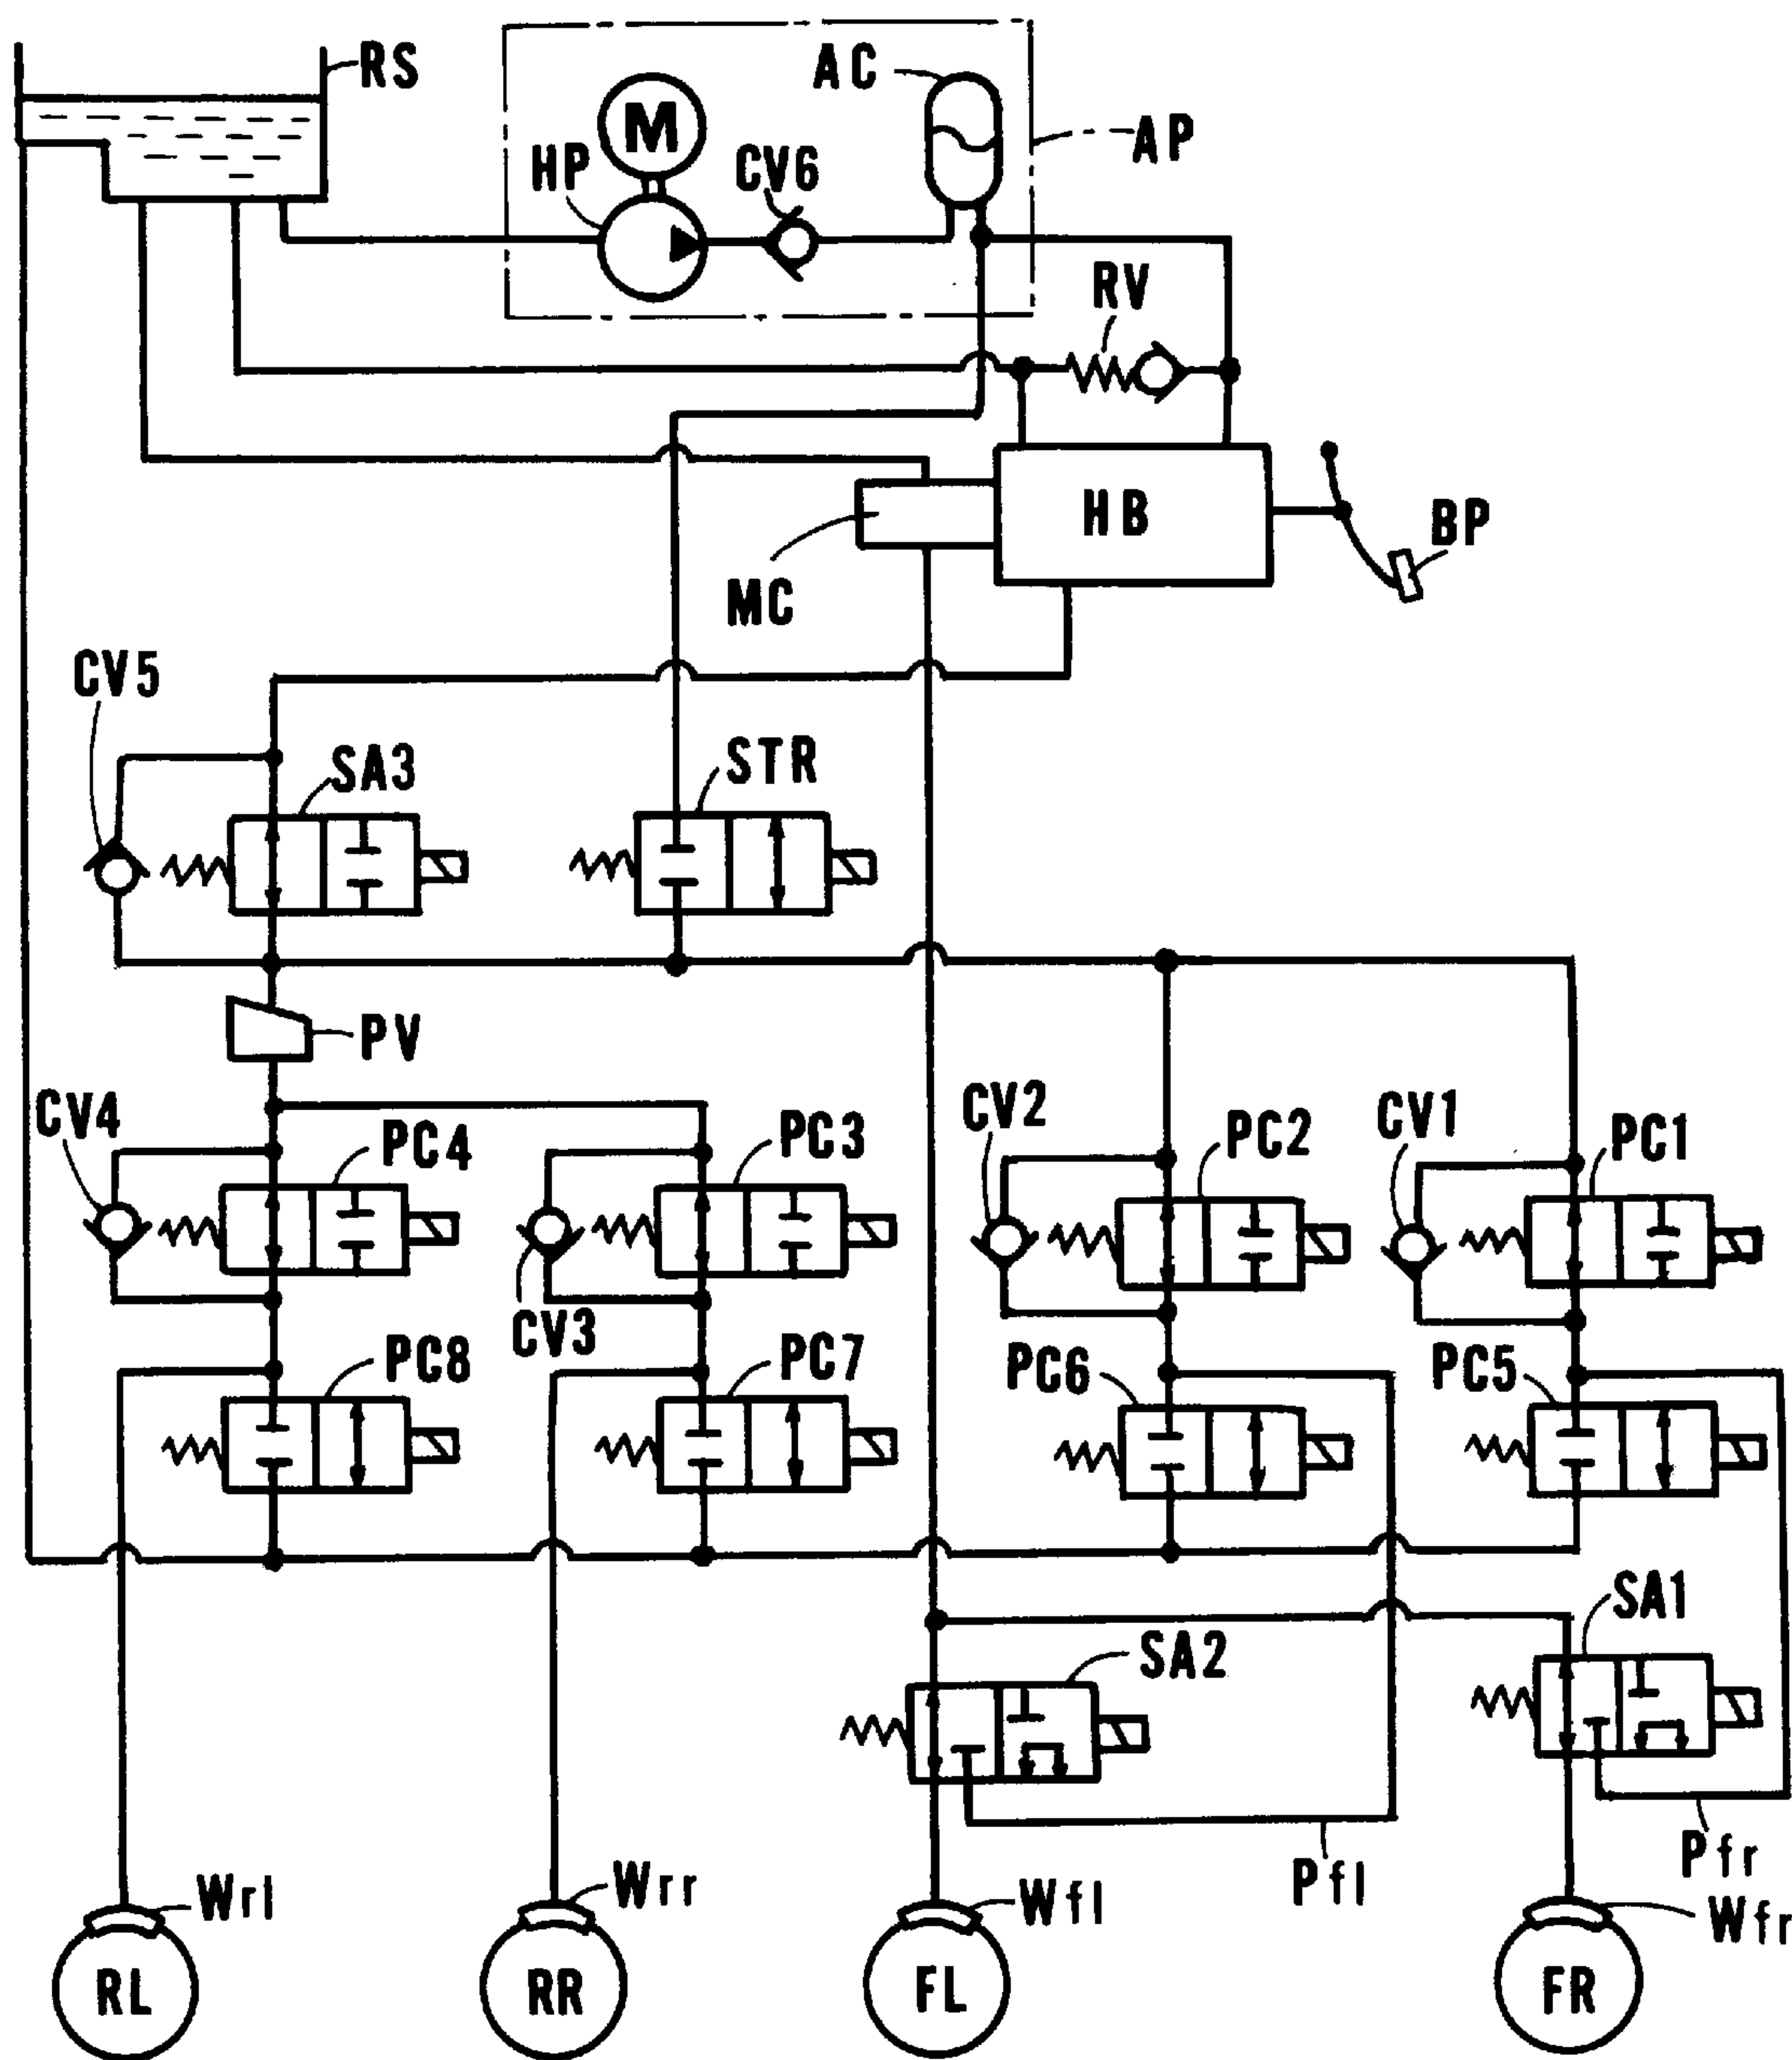 RS
AC
M
AP
HP
CV6
RV
HB
BP
MC
CV5
SA3
STR
PV
CV4
PC4
PC3
CV2
PC2
CV1
PC1
CV3
PC8
PC7
PC6
PC5
SA1
SA2
Pfl
Pfr
Wrl
Wrr
Wfl
Wfr
RL
RR
FL
FR